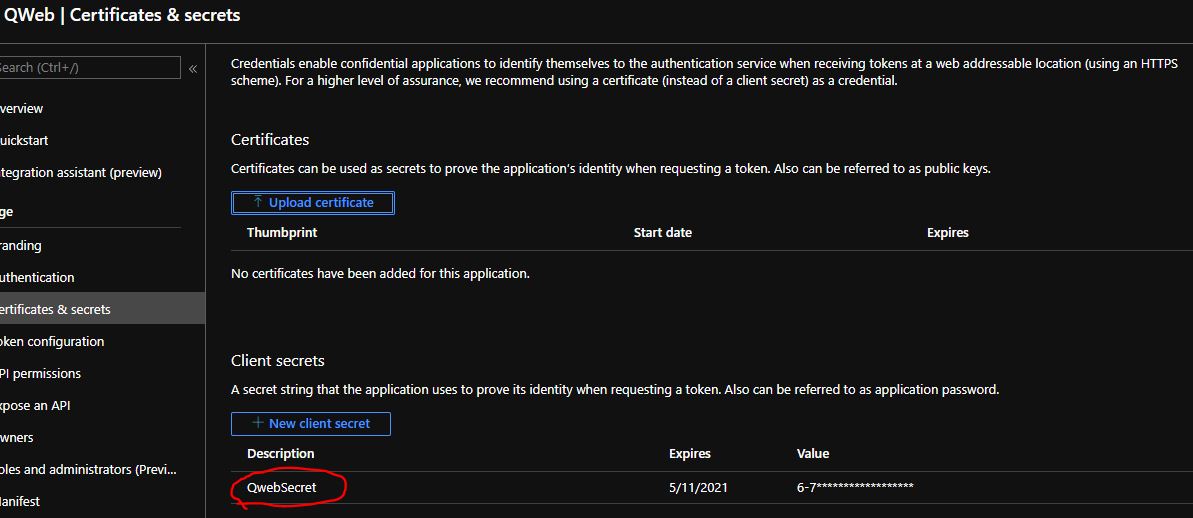 QWeb | Certificates & secrets
Search (Ctrl+/)
«
verview
uickstart
ntegration assistant (preview)
ge
randing
uthentication
ertificates & secrets
oken configuration
PI permissions
xpose an API
wners
oles and administrators (Previ...
anifest
Credentials enable confidential applications to identify themselves to the authentication service when receiving tokens at a web addressable location (using an HTTPS
scheme). For a higher level of assurance, we recommend using a certificate (instead of a client secret) as a credential.
Certificates
Certificates can be used as secrets to prove the application's identity when requesting a token. Also can be referred to as public keys.
Upload certificate
Thumbprint Start date Expires
No certificates have been added for this application.
Client secrets
A secret string that the application uses to prove its identity when requesting a token. Also can be referred to as application password.
New client secret
Description Expires Value
QwebSecret 5/11/2021 6-7******************